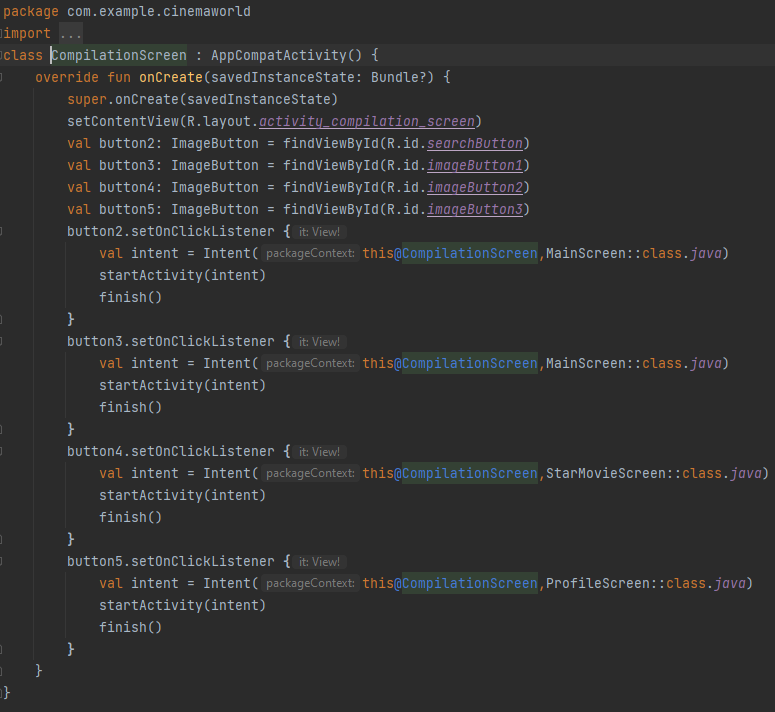 package com.example.cinemaworld
import ...
class CompilationScreen : AppCompatActivity() {
    override fun onCreate(savedInstanceState: Bundle?) {
        super.onCreate(savedInstanceState)
        setContentView(R.layout.activity_compilation_screen)
        val button2: ImageButton = findViewById(R.id.searchButton)
        val button3: ImageButton = findViewById(R.id.imageButton1)
        val button4: ImageButton = findViewById(R.id.imageButton2)
        val button5: ImageButton = findViewById(R.id.imageButton3)
        button2.setOnClickListener { it: View!
            val intent = Intent( packageContext: this@CompilationScreen,MainScreen::class.java)
            startActivity(intent)
            finish()
        }
        button3.setOnClickListener { it: View!
            val intent = Intent( packageContext: this@CompilationScreen,MainScreen::class.java)
            startActivity(intent)
            finish()
        }
        button4.setOnClickListener { it: View!
            val intent = Intent( packageContext: this@CompilationScreen,StarMovieScreen::class.java)
            startActivity(intent)
            finish()
        }
        button5.setOnClickListener { it: View!
            val intent = Intent( packageContext: this@CompilationScreen,ProfileScreen::class.java)
            startActivity(intent)
            finish()
        }
    }
}